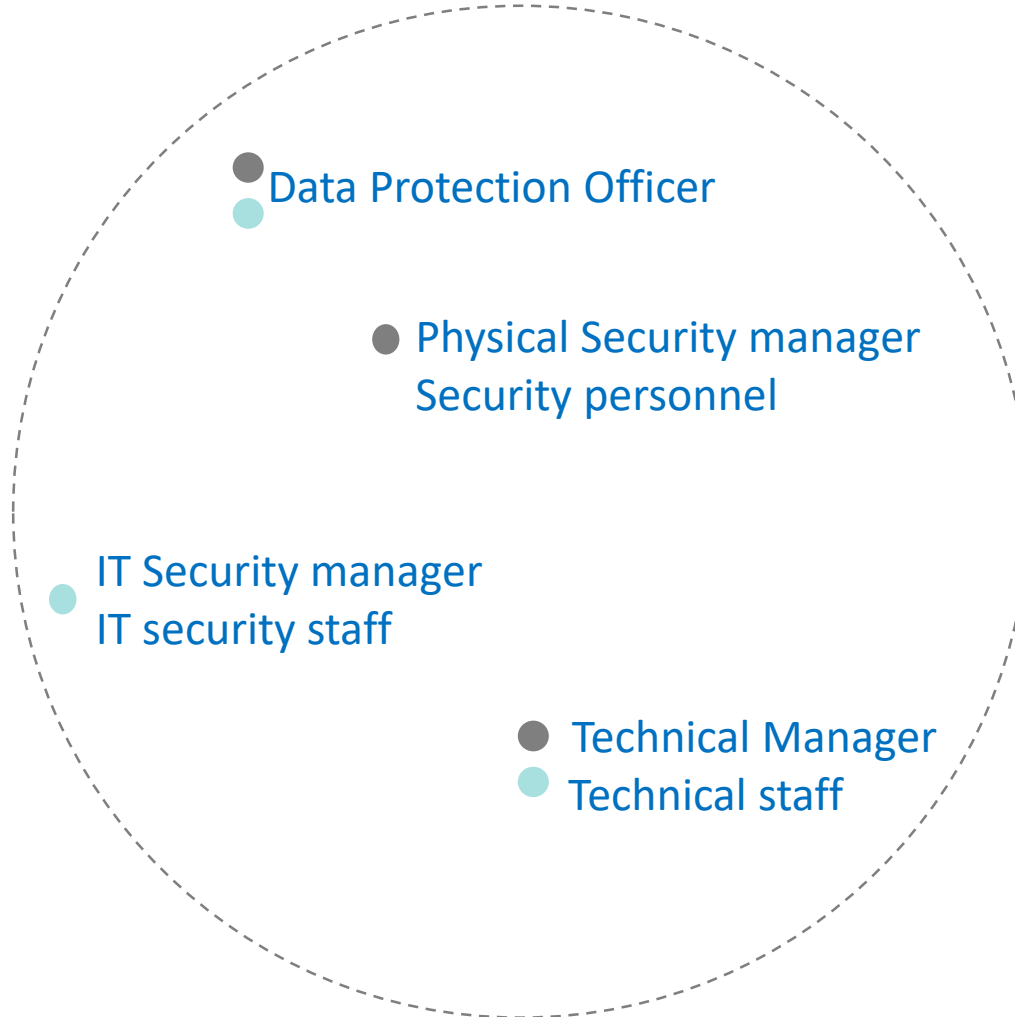 Data Protection Officer
Physical Security manager
Security personnel
IT Security manager
IT security staff
Technical Manager
Technical staff